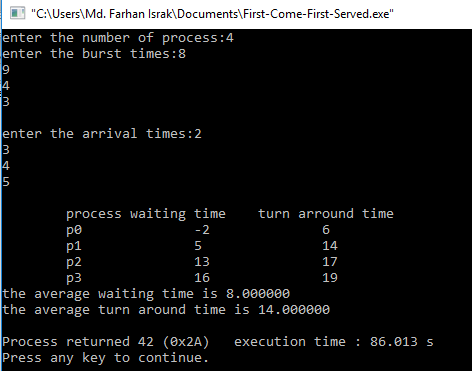 "C:\Users\Md. Farhan Israk\Documents\First-Come-First-Served.exe"
enter the number of process:4
enter the burst times:8
9
4
3
enter the arrival times:2
3
4
5
process waiting time turn arround time
p0 -2 6
p1 5 14
p2 13 17
p3 16 19
the average waiting time is 8.000000
the average turn around time is 14.000000
Process returned 42 (0x2A) execution time : 86.013 s
Press any key to continue.